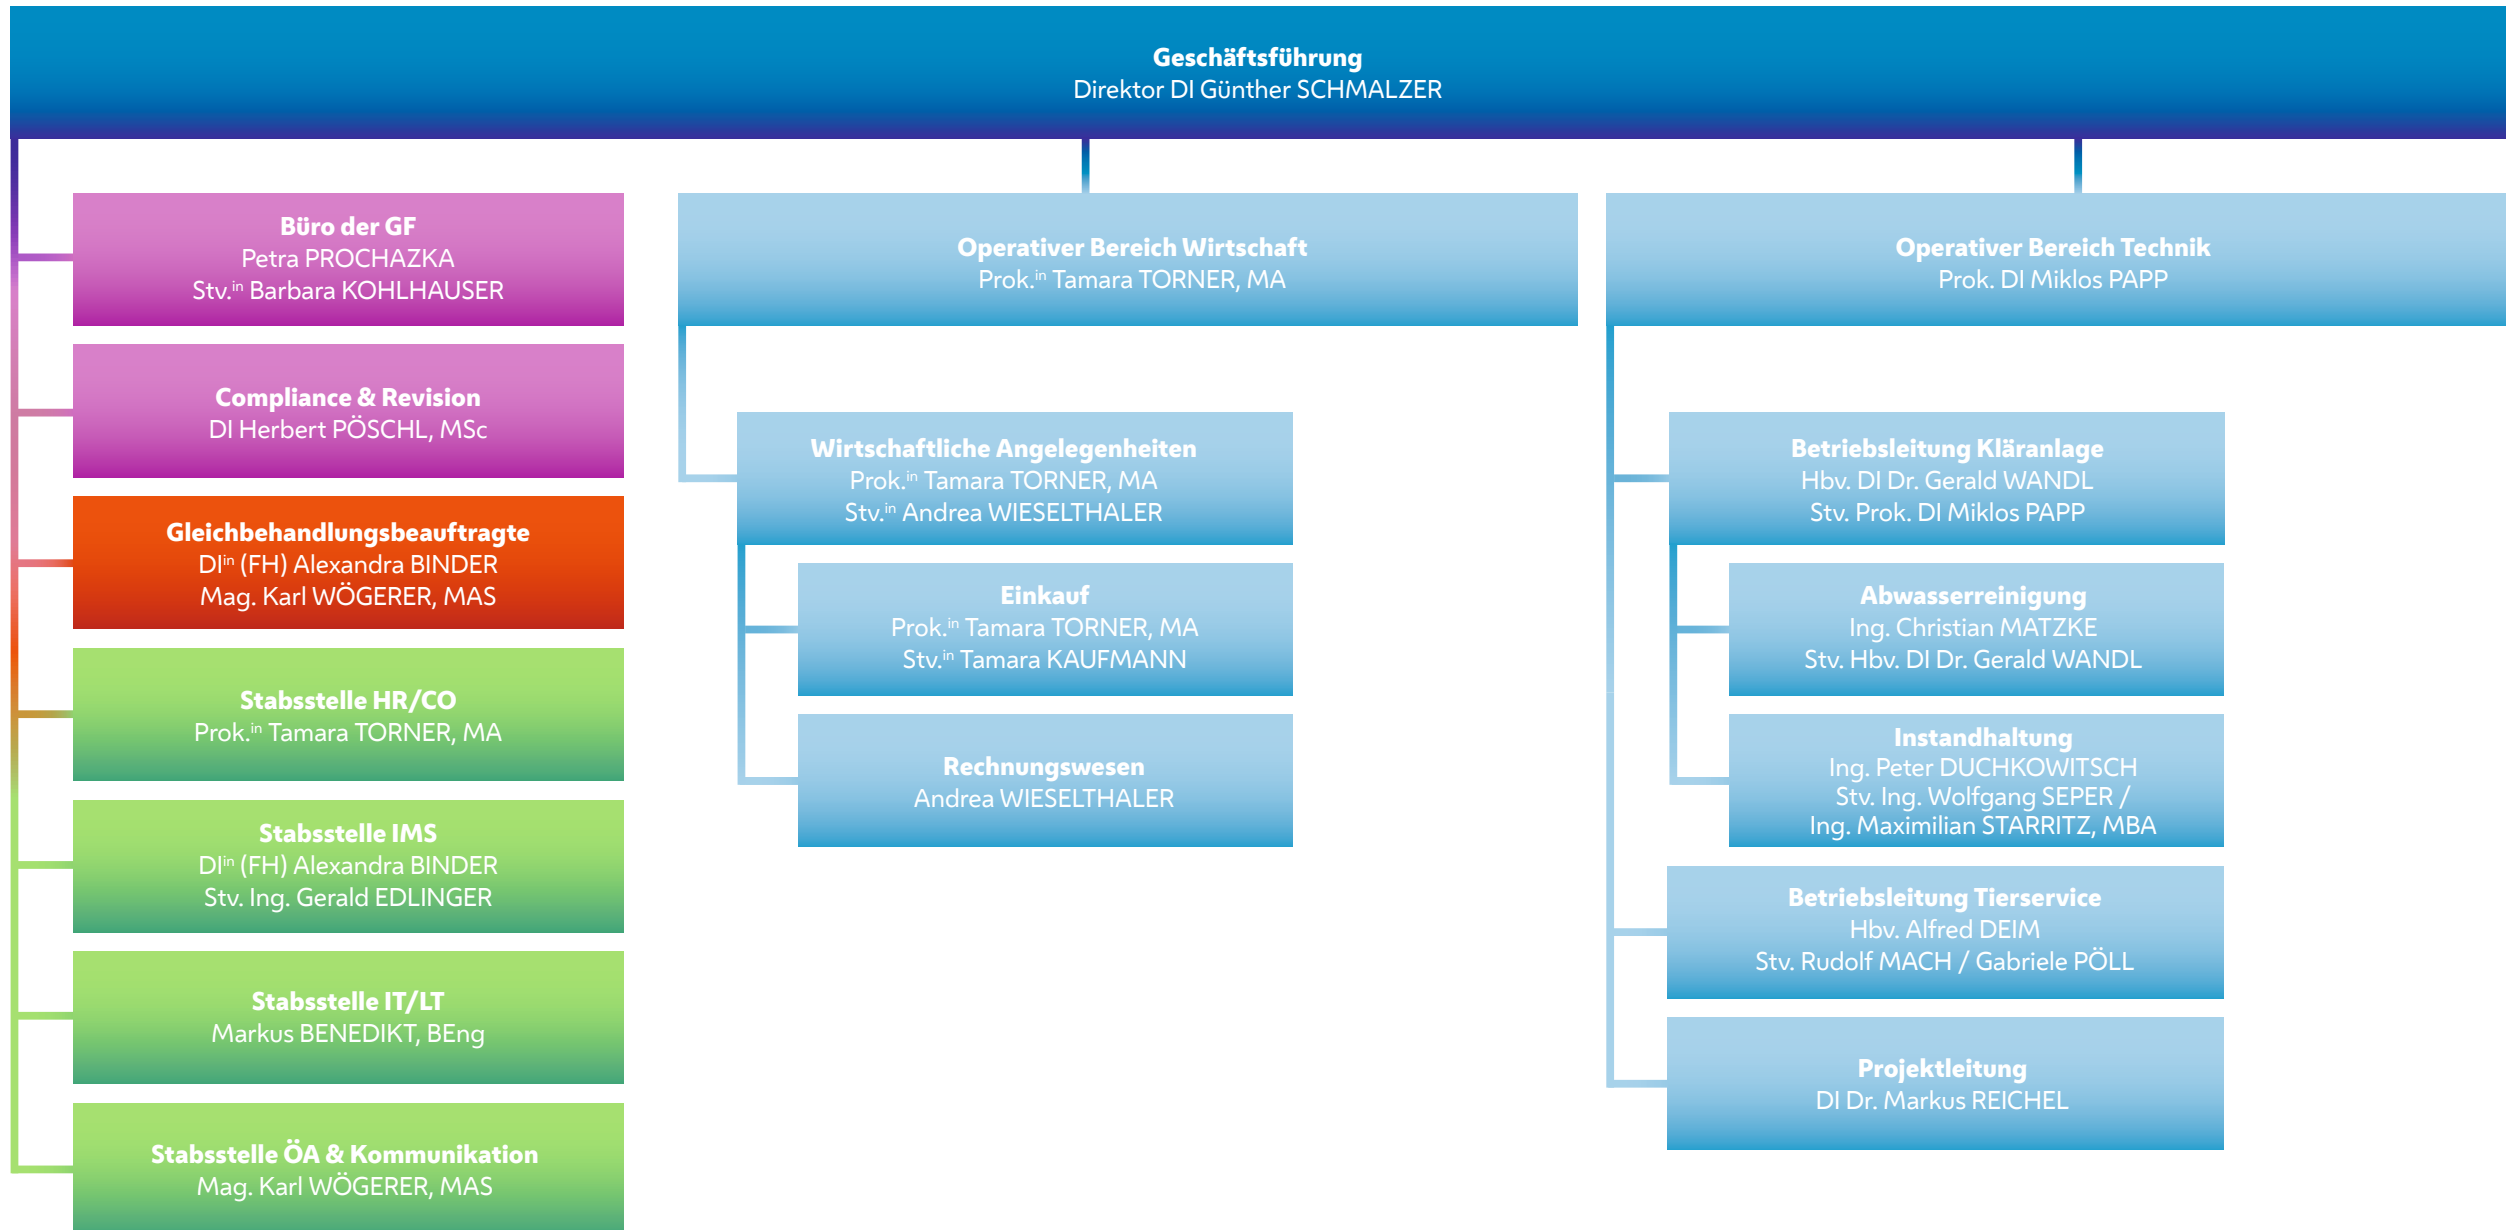 Geschäftsführung
Direktor DI Günther SCHMALZER
Büro der GF
Petra PROCHAZKA
Stv.in Barbara KOHLHAUSER
Compliance & Revision
DI Herbert PÖSCHL, MSc
Gleichbehandlungsbeauftragte
DIin (FH) Alexandra BINDER
Mag. Karl WÖGERER, MAS
Stabsstelle HR/CO
Prok.in Tamara TORNER, MA
Stabsstelle IMS
DIin (FH) Alexandra BINDER
Stv. Ing. Gerald EDLINGER
Stabsstelle IT/LT
Markus BENEDIKT, BEng
Stabsstelle ÖA & Kommunikation
Mag. Karl WÖGERER, MAS
Operativer Bereich Wirtschaft
Prok.in Tamara TORNER, MA
Wirtschaftliche Angelegenheiten
Prok.in Tamara TORNER, MA
Stv.in Andrea WIESELTHALER
Einkauf
Prok.in Tamara TORNER, MA
Stv.in Tamara KAUFMANN
Rechnungswesen
Andrea WIESELTHALER
Operativer Bereich Technik
Prok. DI Miklos PAPP
Betriebsleitung Kläranlage
Hbv. DI Dr. Gerald WANDL
Stv. Prok. DI Miklos PAPP
Abwasserreinigung
Ing. Christian MATZKE
Stv. Hbv. DI Dr. Gerald WANDL
Instandhaltung
Ing. Peter DUCHKOWITSCH
Stv. Ing. Wolfgang SEPER /
Ing. Maximilian STARRITZ, MBA
Betriebsleitung Tierservice
Hbv. Alfred DEIM
Stv. Rudolf MACH / Gabriele PÖLL
Projektleitung
DI Dr. Markus REICHEL